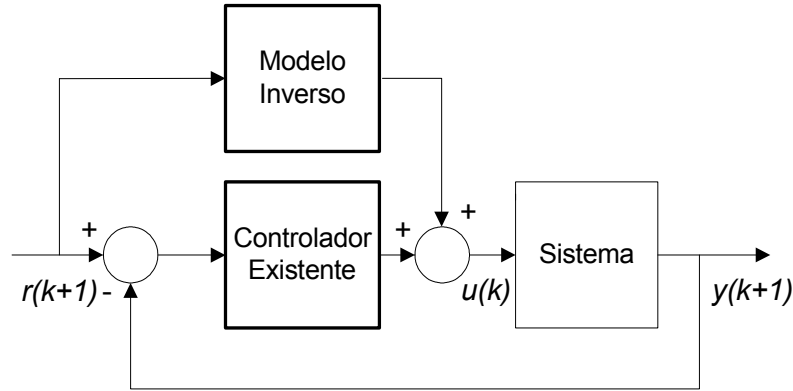 Modelo
Inverso
+
+
+
Controlador
Existente
Sistema
r(k+1)
-
u(k)
y(k+1)